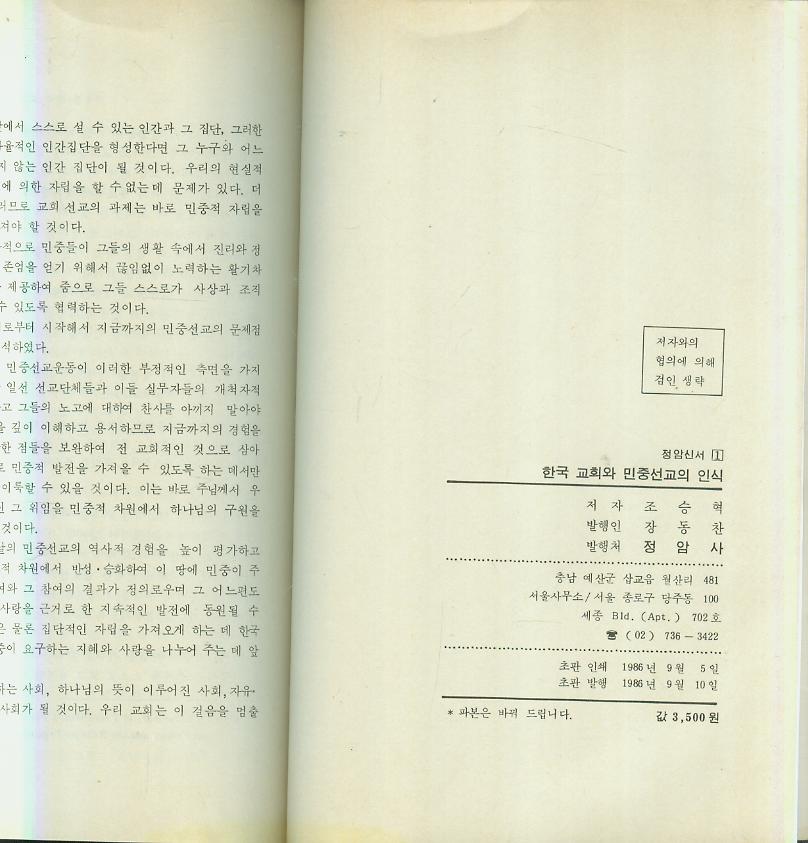 에서 스스로 설 수 있는 인간과 그 집단, 그러한
율적인 인간집단을 형성한다면 그 누구와 어느
지 않는 인간 집단이 될 것이다. 우리의 현실적
에 의한 자립을 할 수 없는 데 문제가 있다. 더
러므로 교회 선교의 과제는 바로 민중적 자립을
져야 할 것이다.
적으로 민중들이 그들의 생활 속에서 진리와 정
존엄을 얻기 위해서 끊임없이 노력하는 활기차
제공하여 줌으로 그들 스스로가 사상과 조직
수 있도록 협력하는 것이다.
로부터 시작해서 지금까지의 민중선교의 문제점
석하였다.
민중선교운동이 이러한 부정적인 측면을 가지
일선 선교단체들과 이들 실무자들의 개척자적
고 그들의 노고에 대하여 찬사를 아끼지 말아야
을 깊이 이해하고 용서하므로 지금까지의 경험을
한 점들을 보완하여 전 교회적인 것으로 삼아
로 민중적 발전을 가져올 수 있도록 하는 데서만
이룩할 수 있을 것이다. 이는 바로 주님께서 우
신 그 위임을 민중적 차원에서 하나님의 구원을
것이다.
날의 민중선교의 역사적 경험을 높이 평가하고
적 차원에서 반성·승화하여 이 땅에 민중이 주
여와 그 참여의 결과가 정의로우며 그 어느편도
사랑을 근거로 한 지속적인 발전에 동원될 수
은 물론 집단적인 자립을 가져오게 하는 데 한국
중이 요구하는 지혜와 사랑을 나누어 주는 데 앞
하는 사회, 하나님의 뜻이 이루어진 사회, 자유·
사회가 될 것이다. 우리 교회는 이 걸음을 멈출
저자와의
협의에 의해
검인 생략
정암신서 1
한국 교회와 민중선교의 인식
저 자 조 승 혁
발행인 장 동 찬
발행처 정 암 사
충남 예산군 삽교읍 월산리 481
서울사무소/서울 종로구 당주동 100
세종 Bld. (Apt.) 702호
☎ (02) 736-3422
초판 인쇄 1986년 9월 5일
초판 발행 1986년 9월 10일
* 파본은 바꿔 드립니다. 값 3,500원